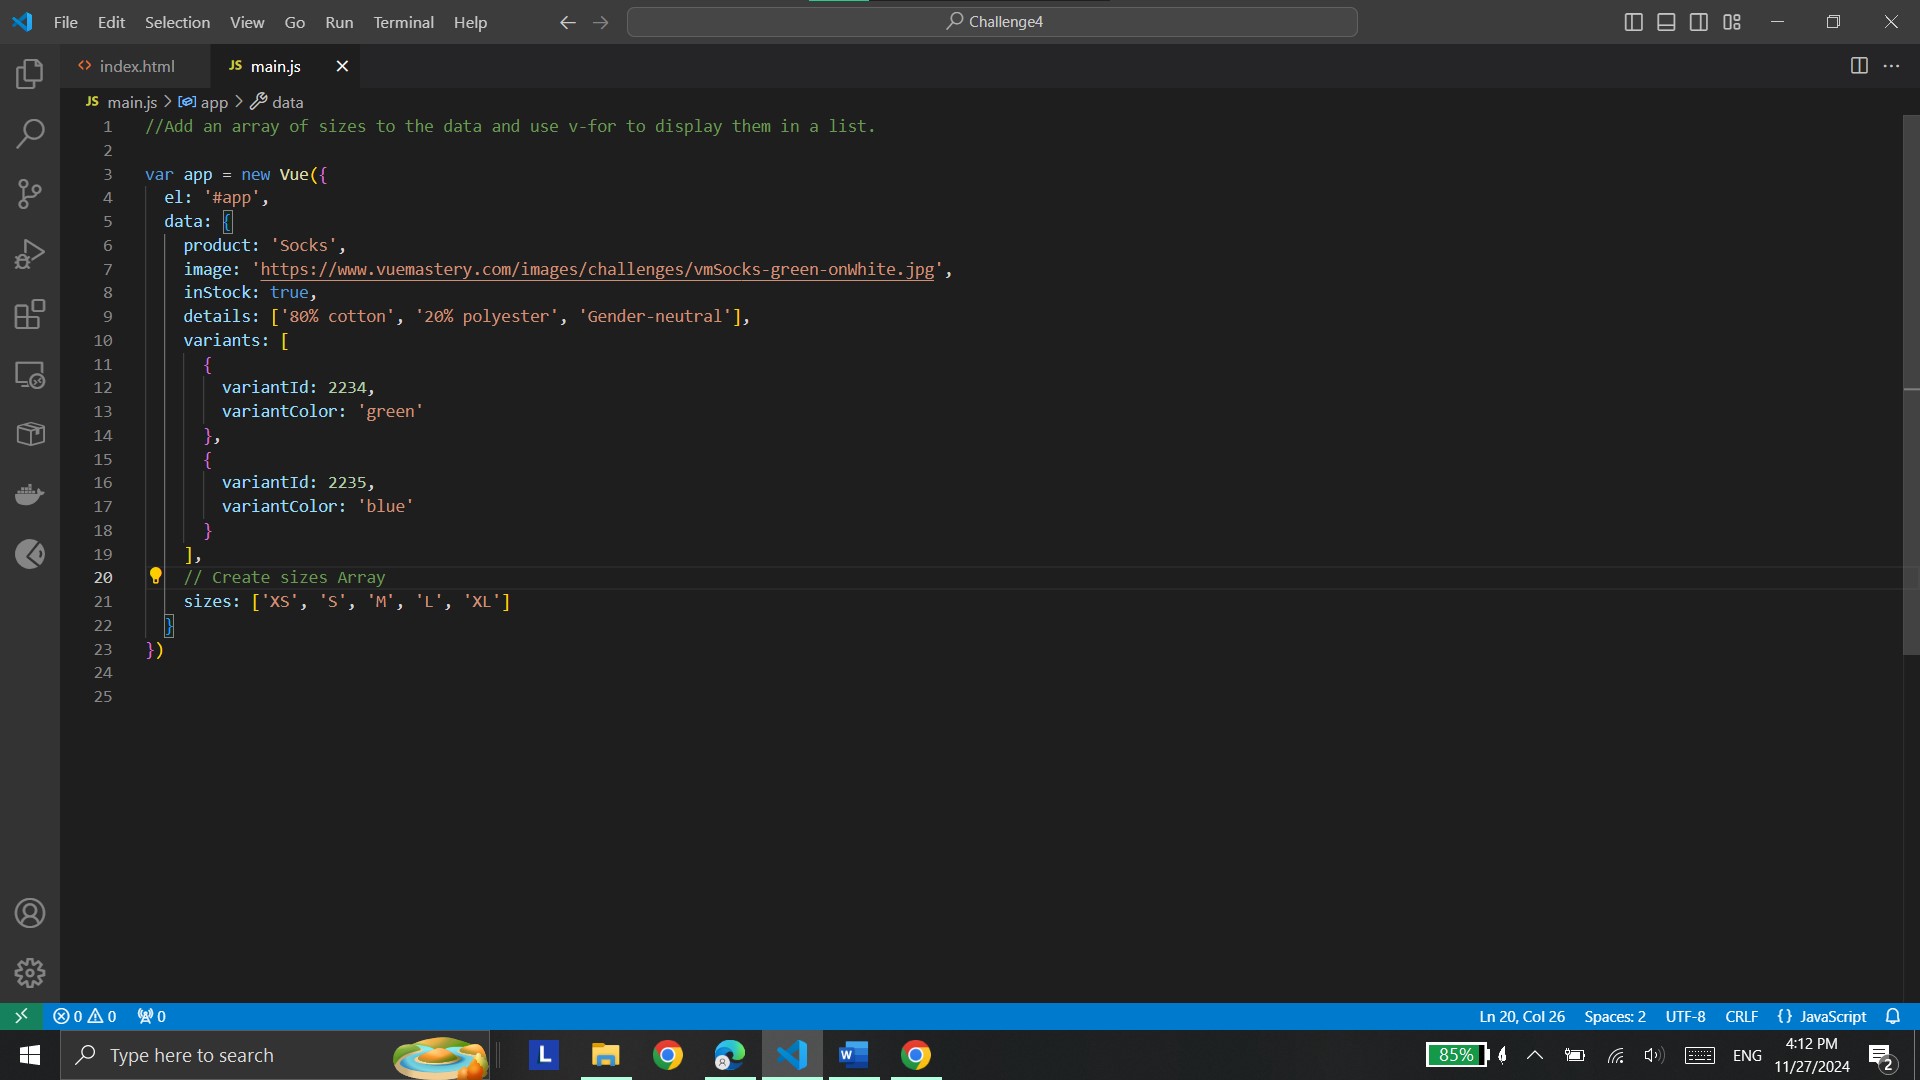 File Edit Selection View Go Run Terminal Help Challenge4
index.html JS main.js
JS main.js > app > data
1 //Add an array of sizes to the data and use v-for to display them in a list.
2
3 var app = new Vue({
4 el: '#app',
5 data: {
6 product: 'Socks',
7 image: 'https://www.vuemastery.com/images/challenges/vmSocks-green-onWhite.jpg',
8 inStock: true,
9 details: ['80% cotton', '20% polyester', 'Gender-neutral'],
10 variants: [
11 {
12 variantId: 2234,
13 variantColor: 'green'
14 },
15 {
16 variantId: 2235,
17 variantColor: 'blue'
18 }
19 ],
20 // Create sizes Array
21 sizes: ['XS', 'S', 'M', 'L', 'XL']
22 }
23 })
24
25
0 0 0 Ln 20, Col 26 Spaces: 2 UTF-8 CRLF {} JavaScript
Type here to search L W 85% ENG 4:12 PM
11/27/2024 2